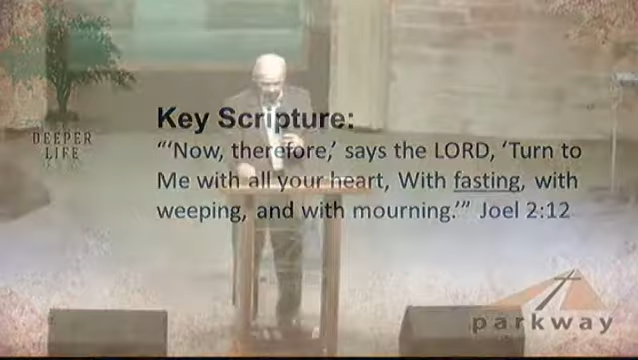 Key Scripture:
“‘Now, therefore,’ says the LORD, ‘Turn to
Me with all your heart, With fasting, with
weeping, and with mourning.’” Joel 2:12
DEEPER
LIFE
parkway